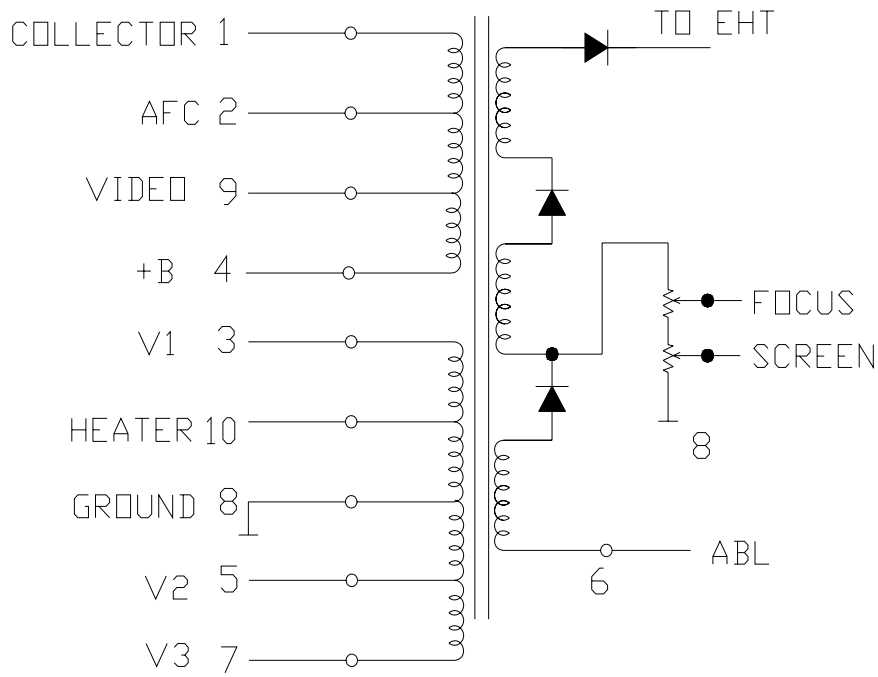 TO EHT
COLLECTOR 1
AFC 2
VIDEO 9
+B 4
FOCUS
V1 3
SCREEN
HEATER 10
8
GROUND 8
ABL
V2 5
6
V3 7